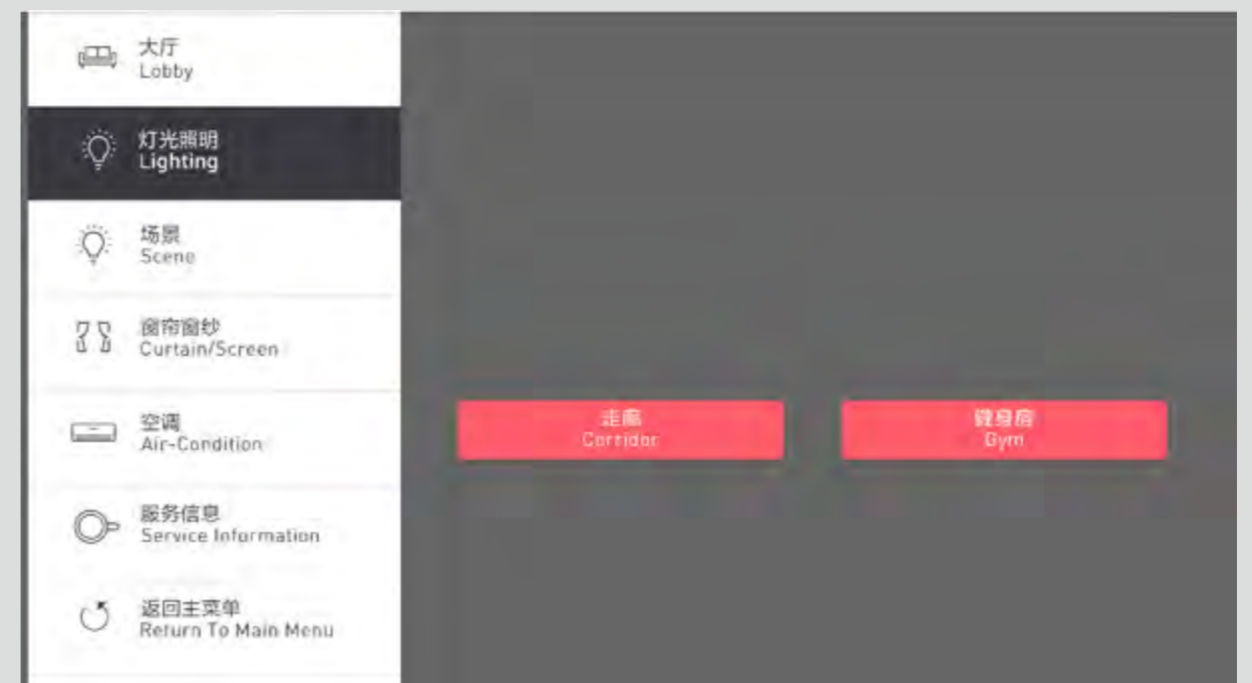 大厅
Lobby
灯光照明
Lighting
场景
Scene
窗帘窗纱
Curtain/Screen
空调
Air-Condition
走廊
Corridor
健身房
Gym
服务信息
Service Information
返回主菜单
Return To Main Menu